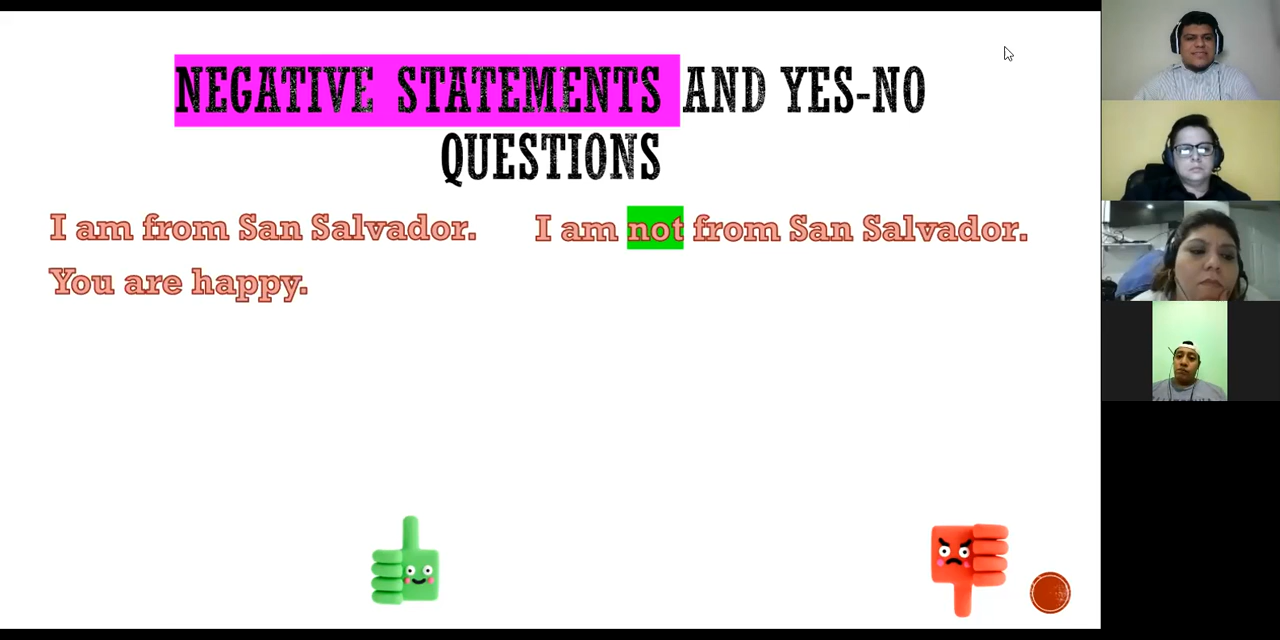 NEGATIVE STATEMENTS AND YES-NO
QUESTIONS
I am from San Salvador. I am not from San Salvador.
You are happy.